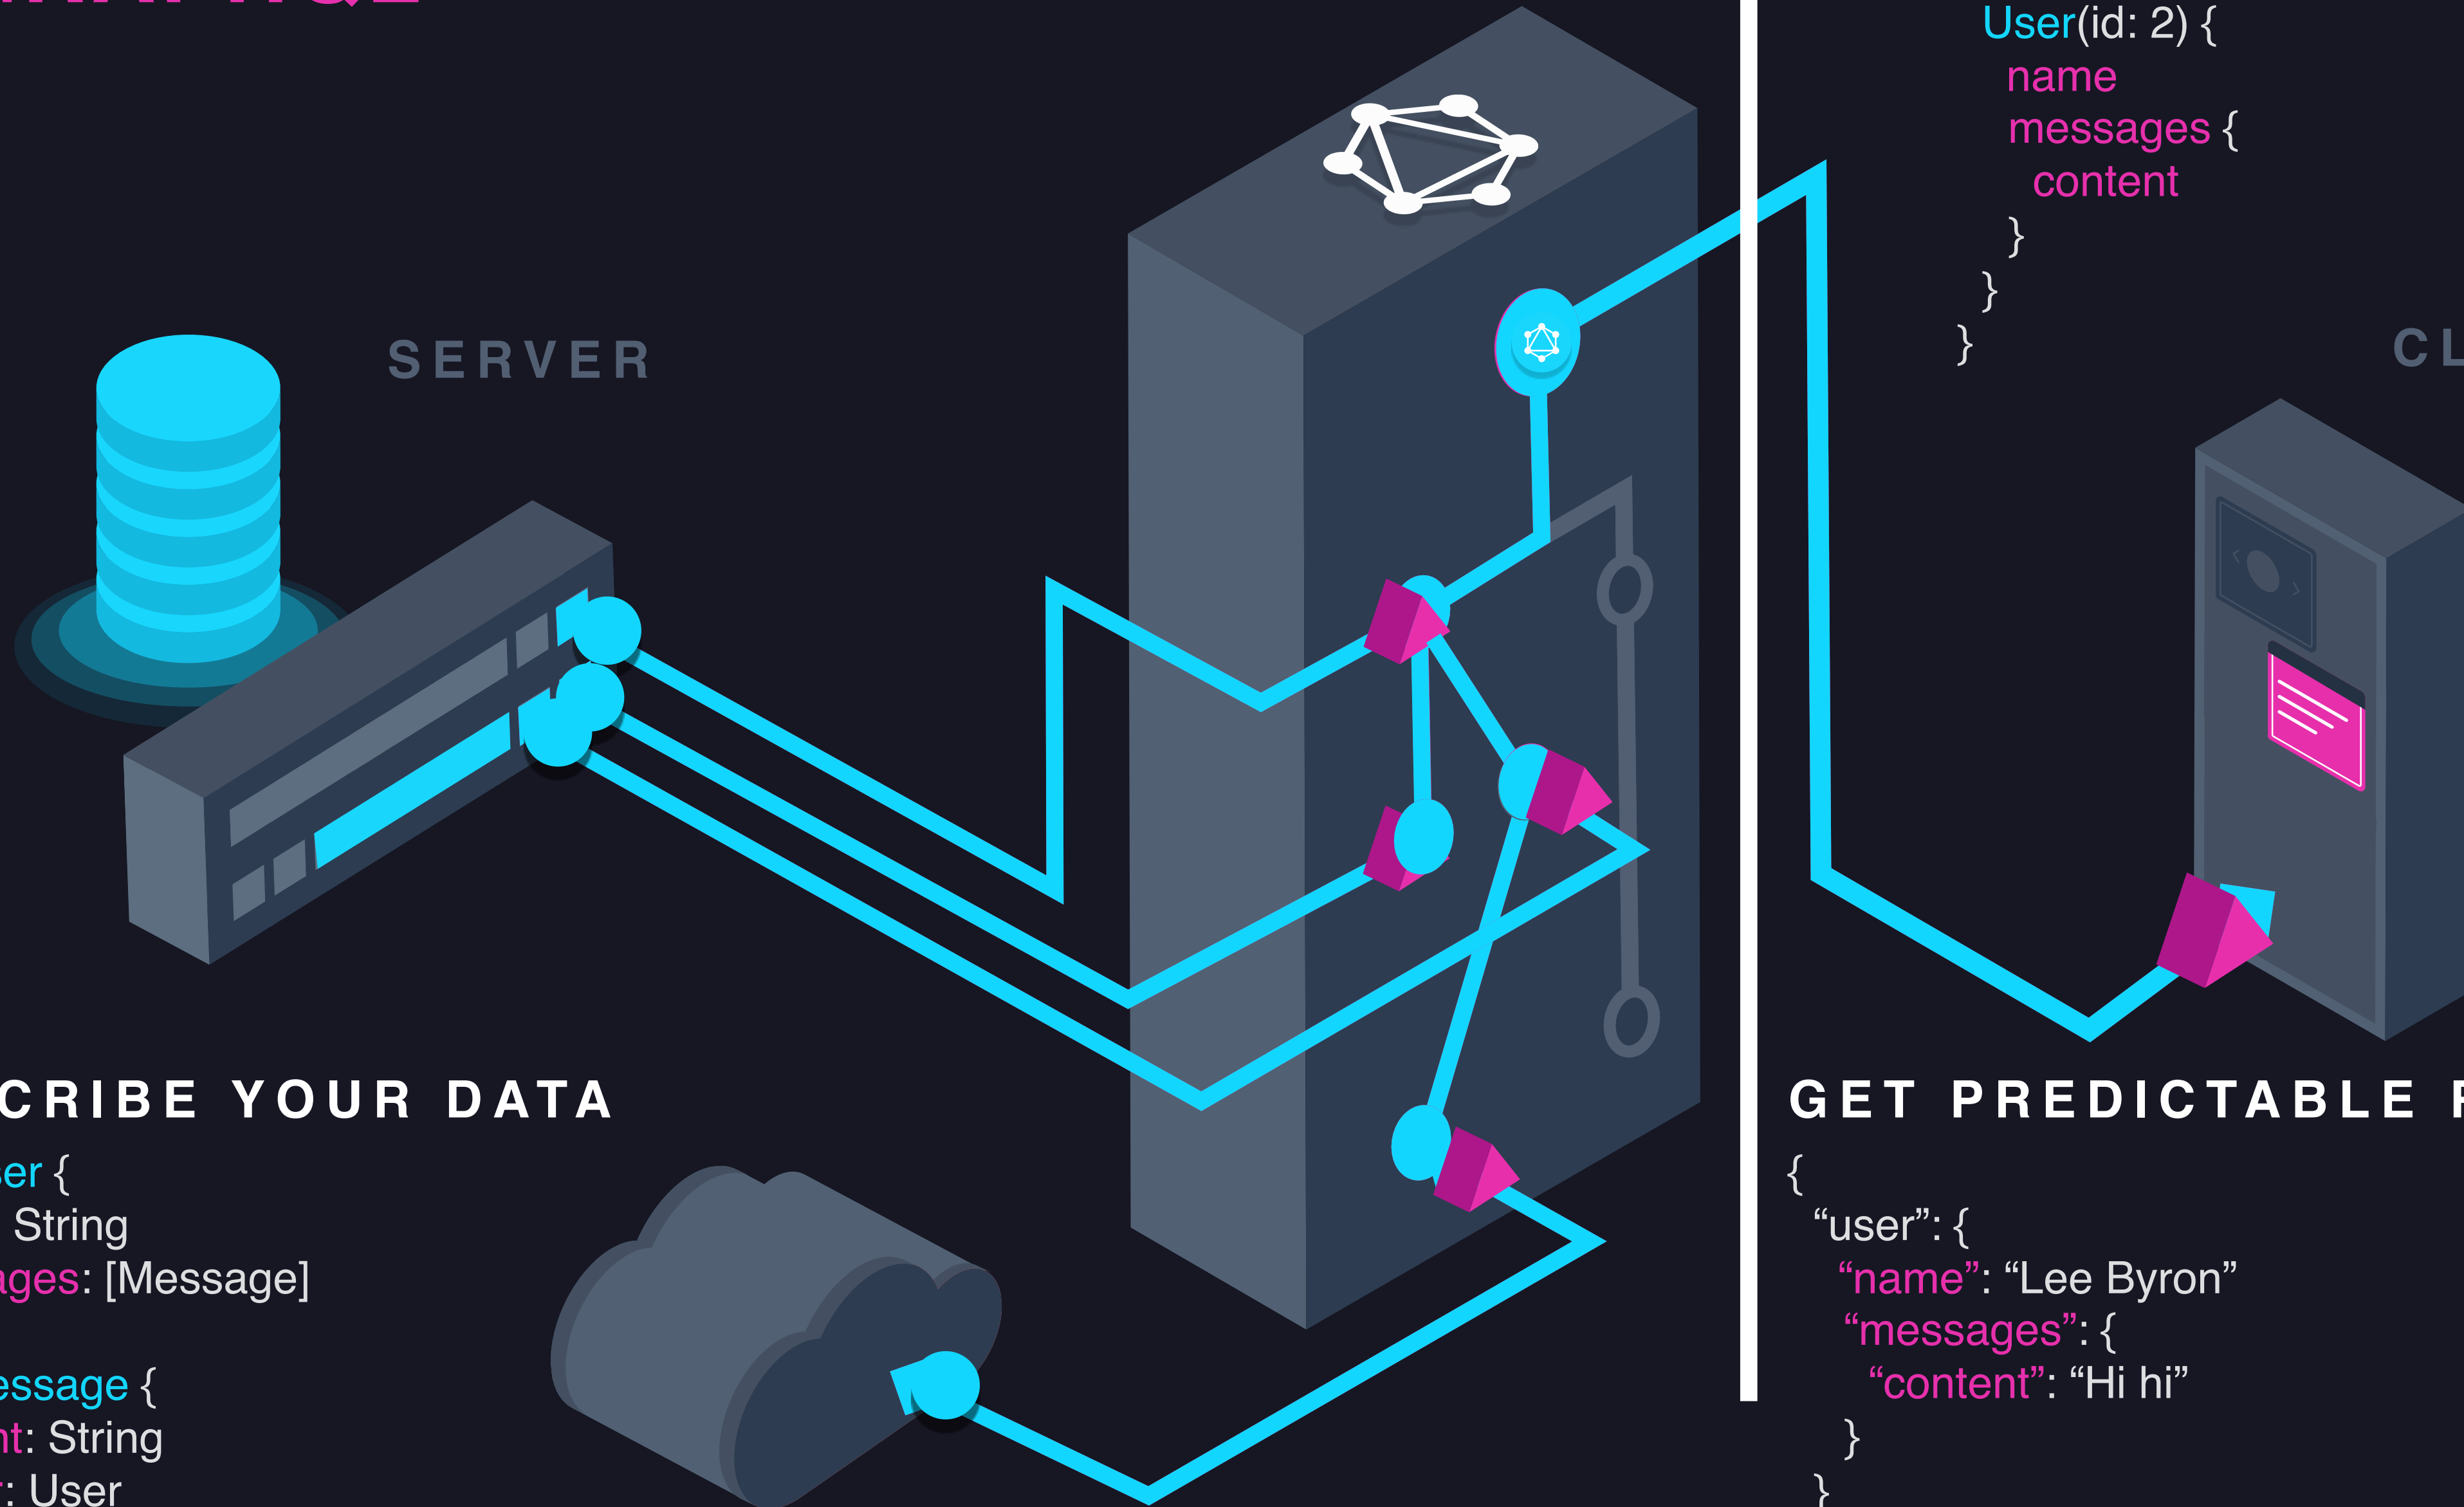 User(id: 2) {
name
messages {
content
}
}
}
SERVER
CRIBE YOUR DATA
er {
String
ages: [Message]
essage {
nt: String
: User
GET PREDICTABLE
{
“user”: {
“name”: “Lee Byron”
“messages”: {
“content”: “Hi hi”
}
}